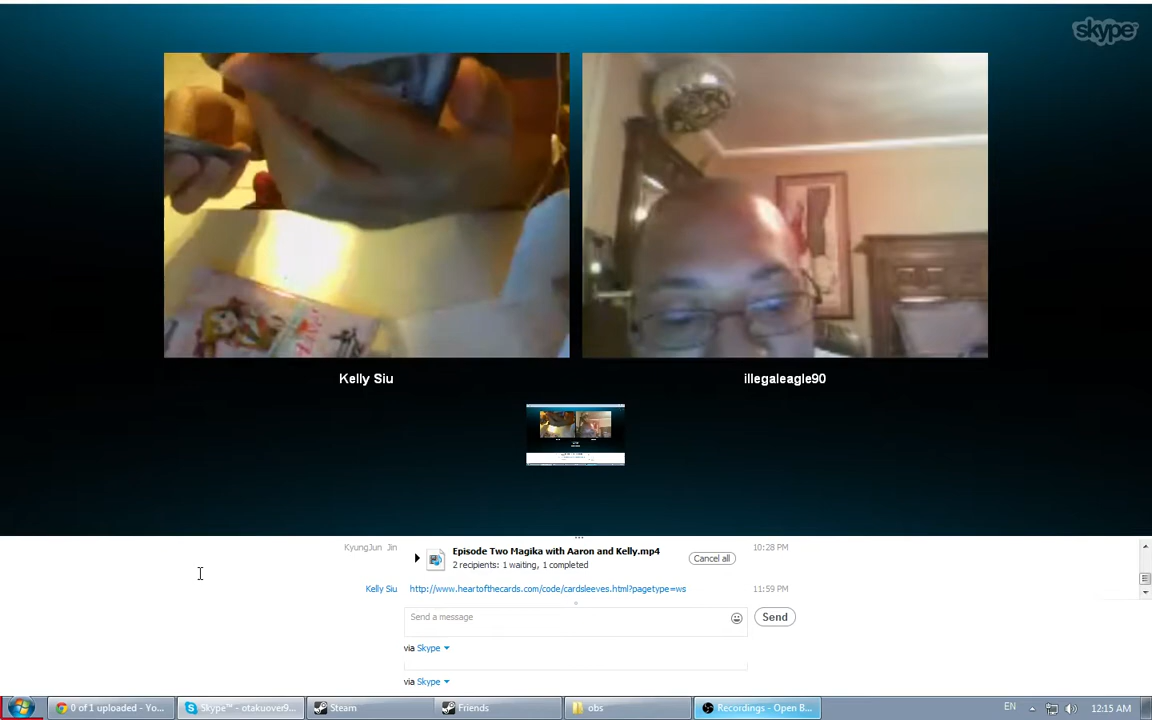 skype
Kelly Siu
illegaleagle90
KyungJun Jin
Episode Two Magika with Aaron and Kelly.mp4
Cancel all
10:28 PM
2 recipients: 1 waiting, 1 completed
Kelly Siu
http://www.heartofthecards.com/code/cardsleeves.html?pagetype=ws
11:59 PM
Send a message
Send
via Skype
via Skype
0 of 1 uploaded - Yo...
Skype™ - otakuover9...
Steam
Friends
obs
Recordings - Open B...
EN
12:15 AM